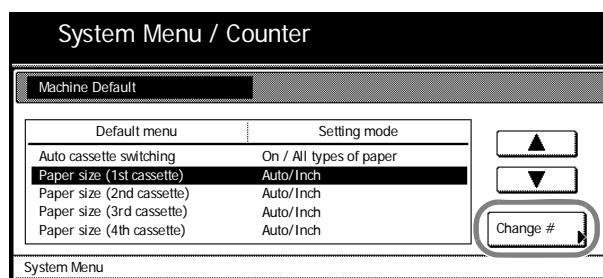 System Menu / Counter
Machine Default
Default menu Setting mode
Auto cassette switching On / All types of paper
Paper size (1st cassette) Auto/Inch
Paper size (2nd cassette) Auto/Inch
Paper size (3rd cassette) Auto/Inch
Paper size (4th cassette) Auto/Inch
Change #
System Menu